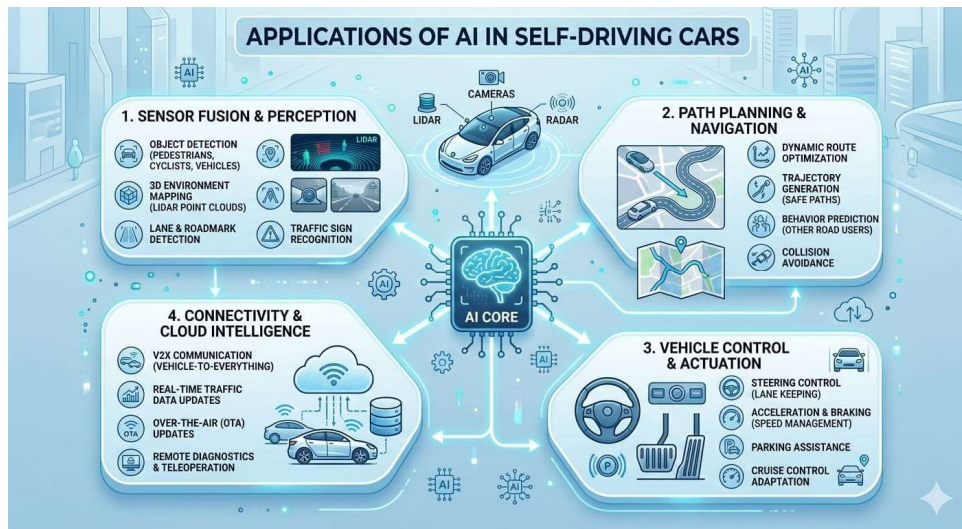 APPLICATIONS OF AI IN SELF-DRIVING CARS
AI
AI
CAMERAS
LIDAR
RADAR
1. SENSOR FUSION & PERCEPTION
OBJECT DETECTION
(PEDESTRIANS,
CYCLISTS, VEHICLES)
LIDAR
3D ENVIRONMENT
MAPPING
(LIDAR POINT CLOUDS)
LANE & ROADMARK
DETECTION
TRAFFIC SIGN
RECOGNITION
2. PATH PLANNING &
NAVIGATION
DYNAMIC ROUTE
OPTIMIZATION
TRAJECTORY
GENERATION
(SAFE PATHS)
BEHAVIOR PREDICTION
(OTHER ROAD USERS)
COLLISION
AVOIDANCE
AI
AI CORE
AI
4. CONNECTIVITY &
CLOUD INTELLIGENCE
V2X COMMUNICATION
(VEHICLE-TO-EVERYTHING)
REAL-TIME TRAFFIC
DATA UPDATES
OTA
OVER-THE-AIR (OTA)
UPDATES
REMOTE DIAGNOSTICS
& TELEOPERATION
3. VEHICLE CONTROL
& ACTUATION
STEERING CONTROL
(LANE KEEPING)
ACCELERATION & BRAKING
(SPEED MANAGEMENT)
PARKING ASSISTANCE
CRUISE CONTROL
ADAPTATION
P
AI
AI